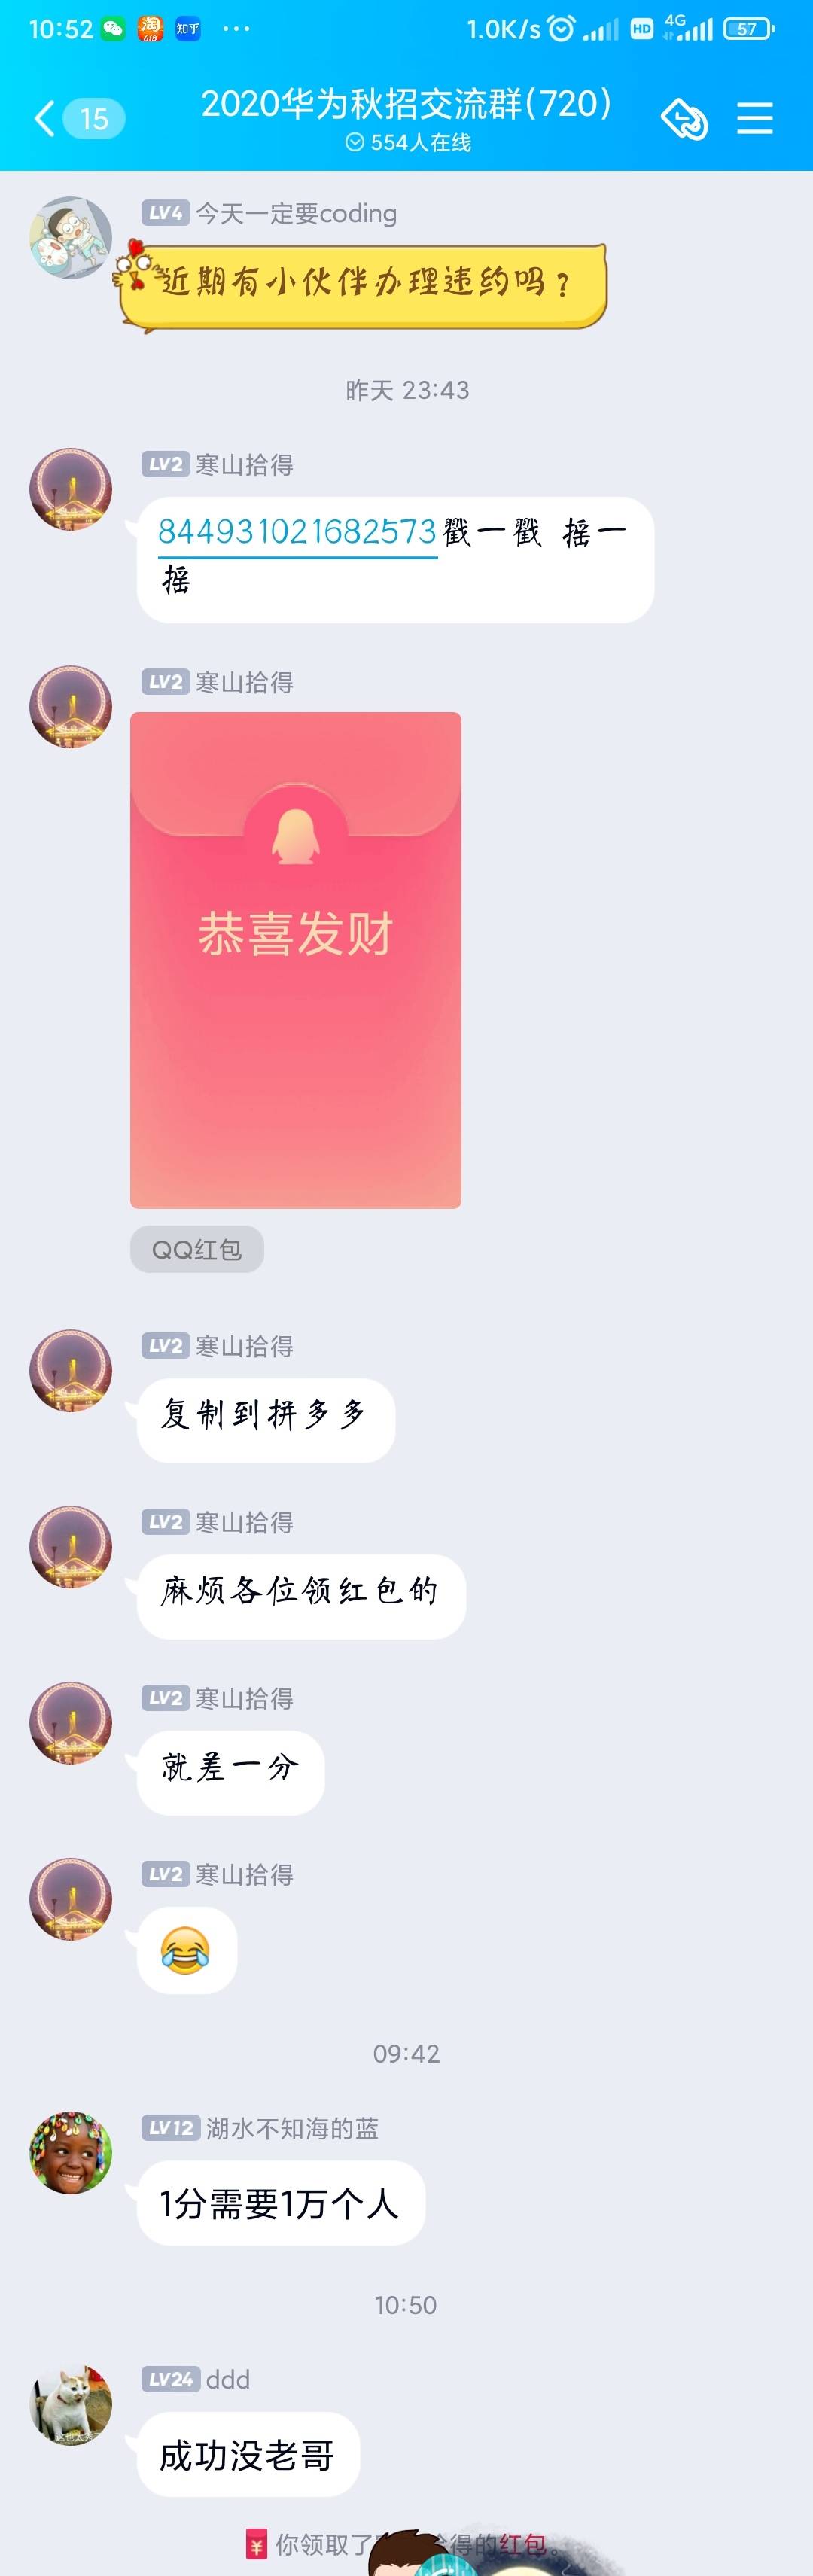 10:52 淘 618 知乎 ... 1.0K/s HD 4G 57
15 2020华为秋招交流群(720)
554人在线
LV4 今天一定要coding
近期有小伙伴办理违约吗？
昨天 23:43
LV2 寒山拾得
844931021682573戳一戳 摇一
摇
LV2 寒山拾得
恭喜发财
QQ红包
LV2 寒山拾得
复制到拼多多
LV2 寒山拾得
麻烦各位领红包的
LV2 寒山拾得
就差一分
LV2 寒山拾得
😂
09:42
LV12 湖水不知海的蓝
1分需要1万个人
10:50
LV24 ddd
成功没老哥
¥ 你领取了 拾得的红包。